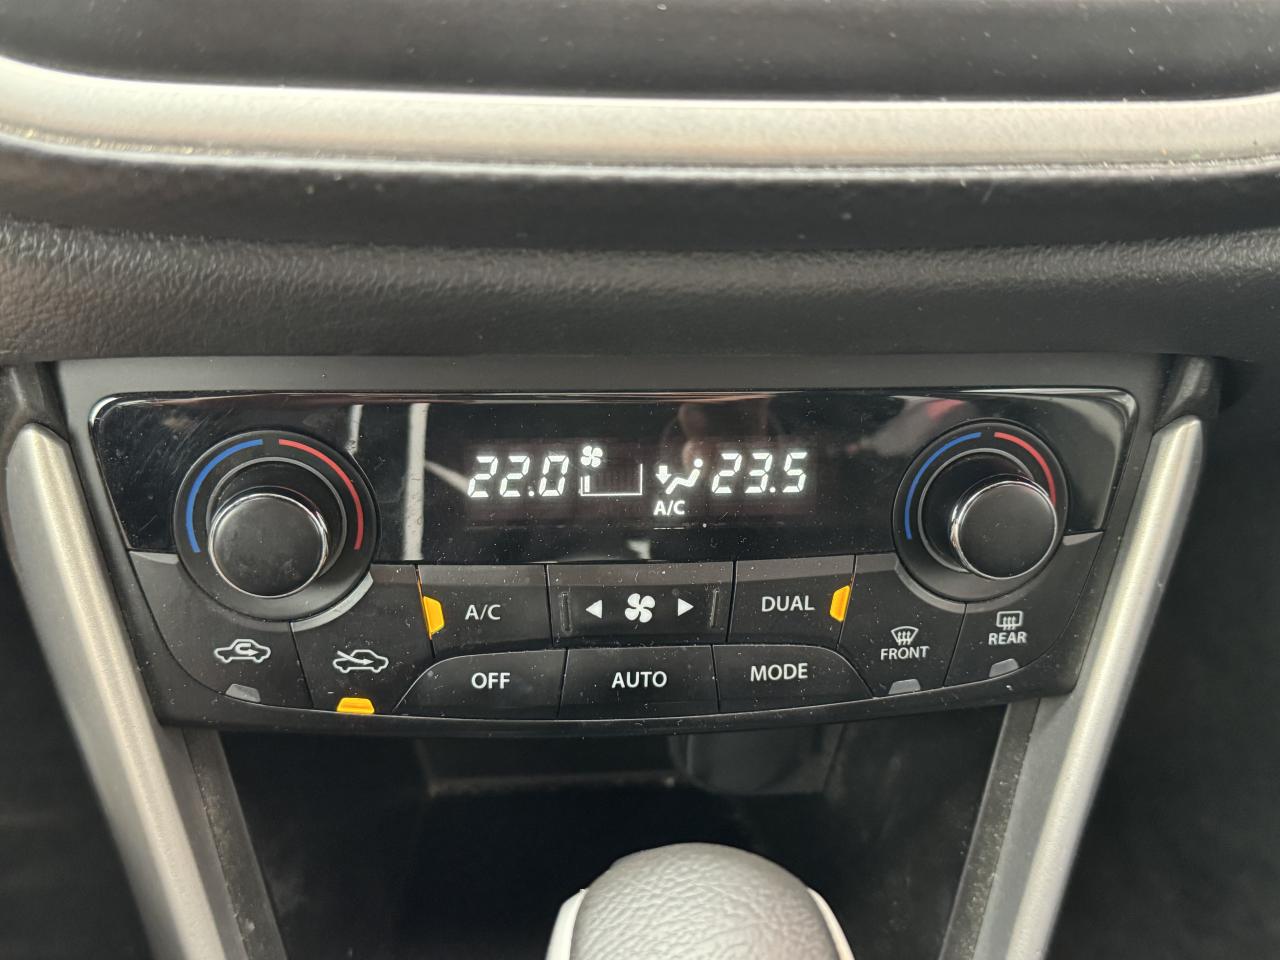 22.0 23.5
A/C
A/C
DUAL
FRONT
REAR
OFF
AUTO
MODE